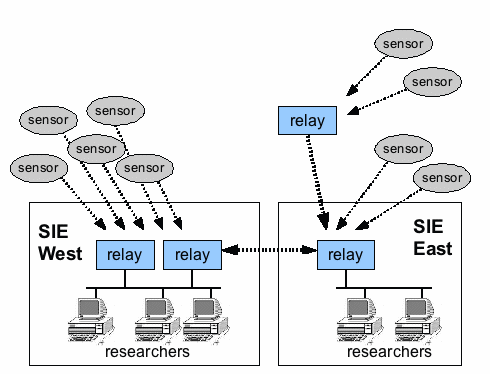 sensor
sensor
relay
sensor
sensor
sensor
sensor
sensor
sensor
sensor
SIE
West
relay
relay
researchers
SIE
East
relay
researchers